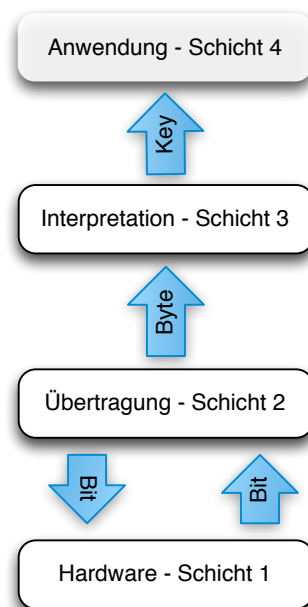 Anwendung - Schicht 4
Key
Interpretation - Schicht 3
Byte
Übertragung - Schicht 2
Bit
Bit
Hardware - Schicht 1